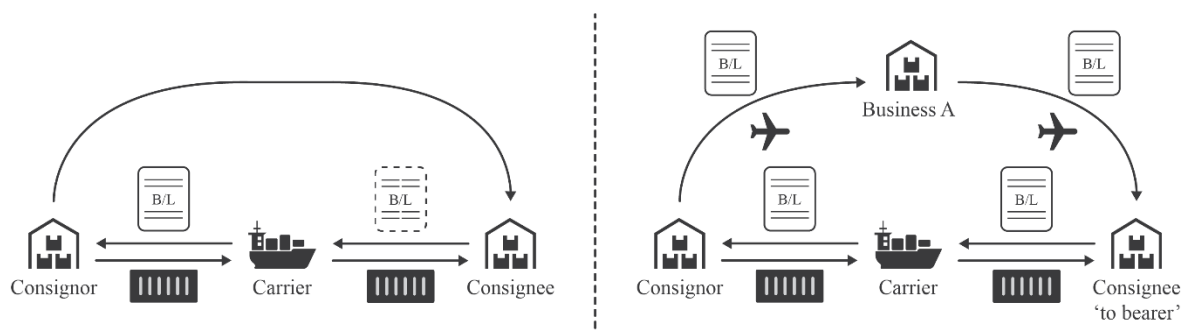 B/L
B/L
Business A
B/L
B/L
B/L
B/L
Consignor
Carrier
Consignee
Consignor
Carrier
Consignee
‘to bearer’